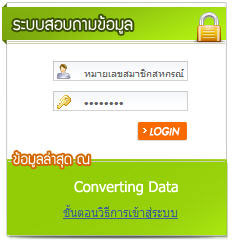 ระบบสอบถามข้อมูล
หมายเลขสมาชิกสหกรณ์
••••••••
LOGIN
ข้อมูลล่าสุด ณ
Converting Data
ขั้นตอนวิธีการเข้าสู่ระบบ